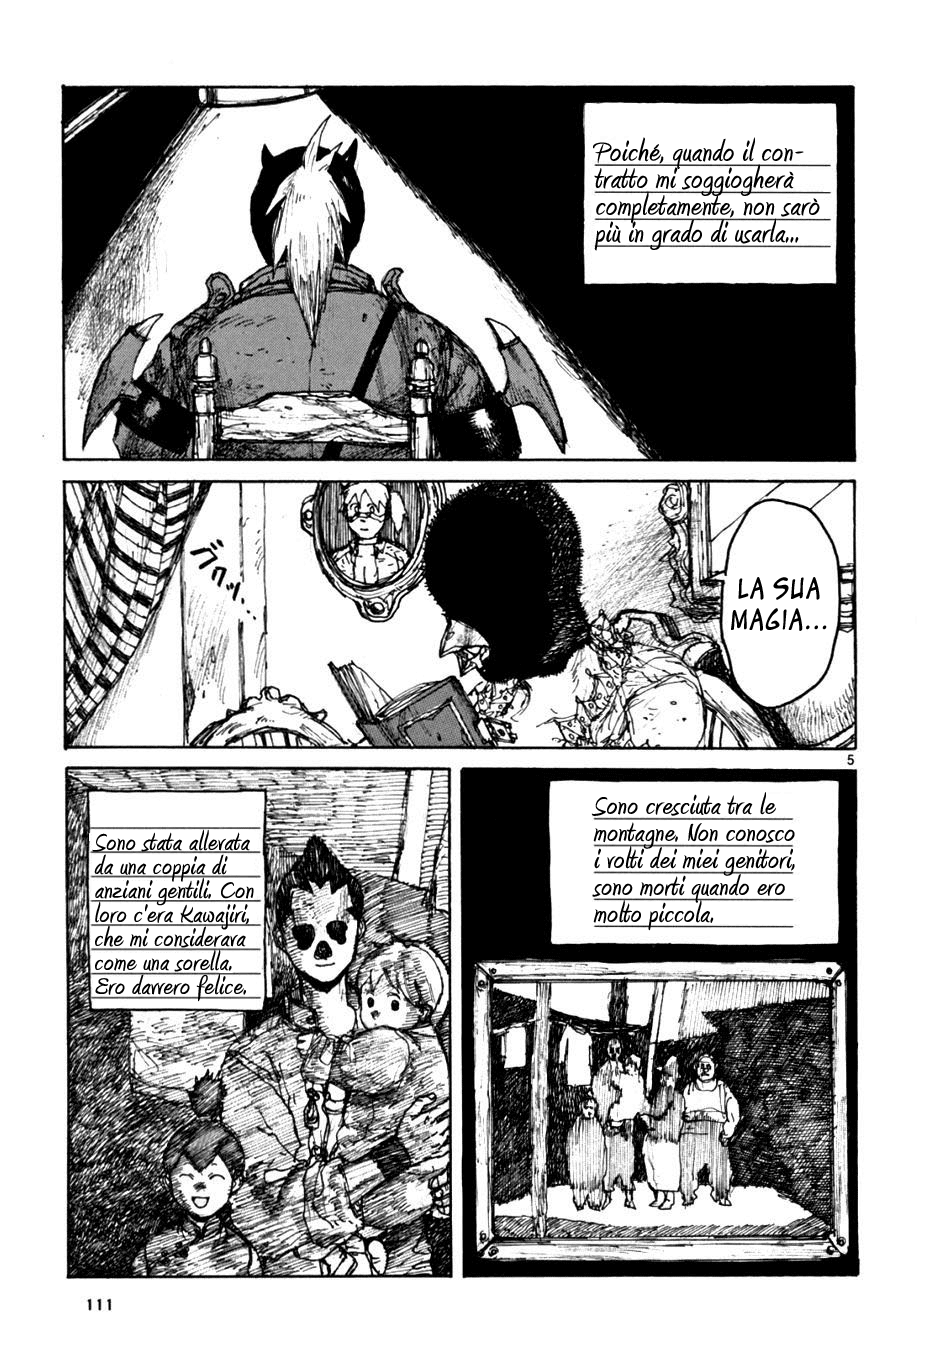 Poiché, quando il con-
tratto mi soggiogherà
completamente, non sarò
più in grado di usarla...
LA SUA
MAGIA...
ブワッ…
5
Sono cresciuta tra le
montagne. Non conosco
i volti dei miei genitori,
sono morti quando ero
molto piccola.
Sono stata allevata
da una coppia di
anziani gentili. Con
loro c'era Kawajiri,
che mi considerava
come una sorella.
Ero davvero felice.
111